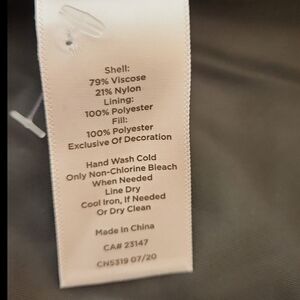 Shell:
79% Viscose
21% Nylon
Lining:
100% Polyester
Fill:
100% Polyester
Exclusive Of Decoration
Hand Wash Cold
Only Non-Chlorine Bleach
When Needed
Line Dry
Cool Iron, If Needed
Or Dry Clean
Made In China
CA# 23147
CN5319 07/20